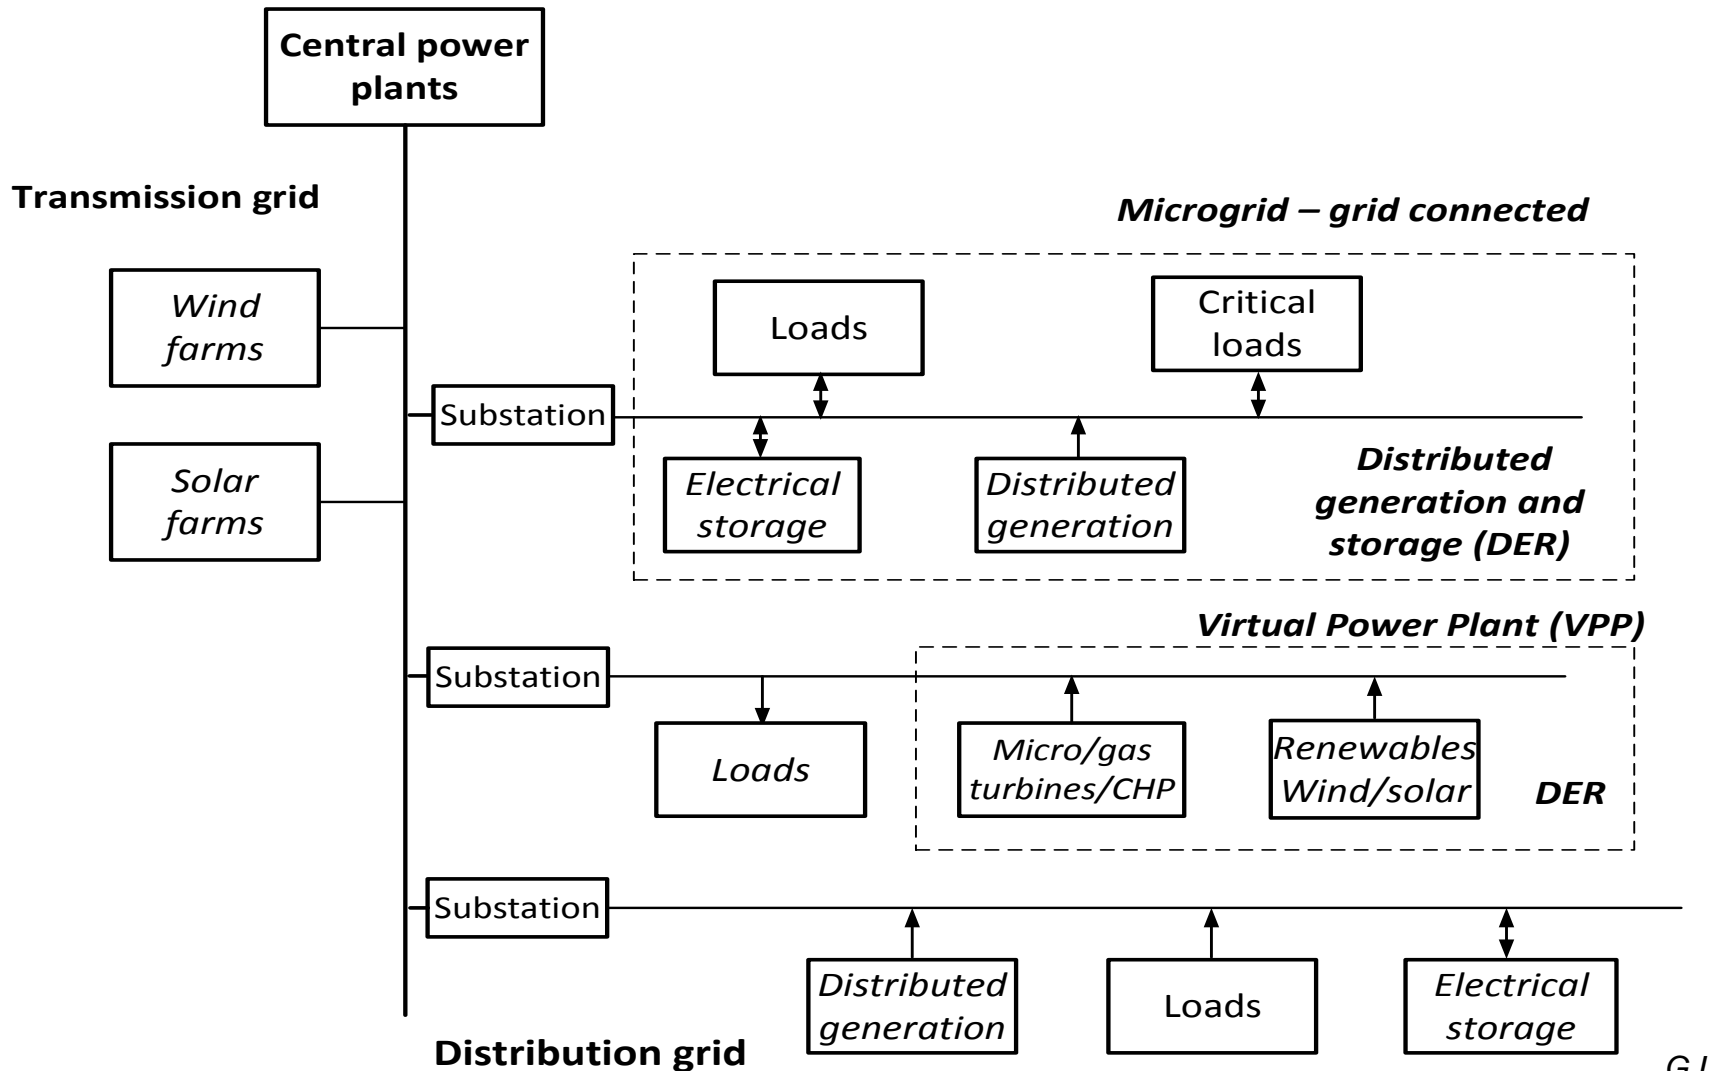 Central power
plants
Transmission grid
Microgrid – grid connected
Wind
farms
Loads
Critical
loads
Substation
Solar
farms
Electrical
storage
Distributed
generation
Distributed
generation and
storage (DER)
Virtual Power Plant (VPP)
Substation
Loads
Micro/gas
turbines/CHP
Renewables
Wind/solar
DER
Substation
Distributed
generation
Loads
Electrical
storage
Distribution grid